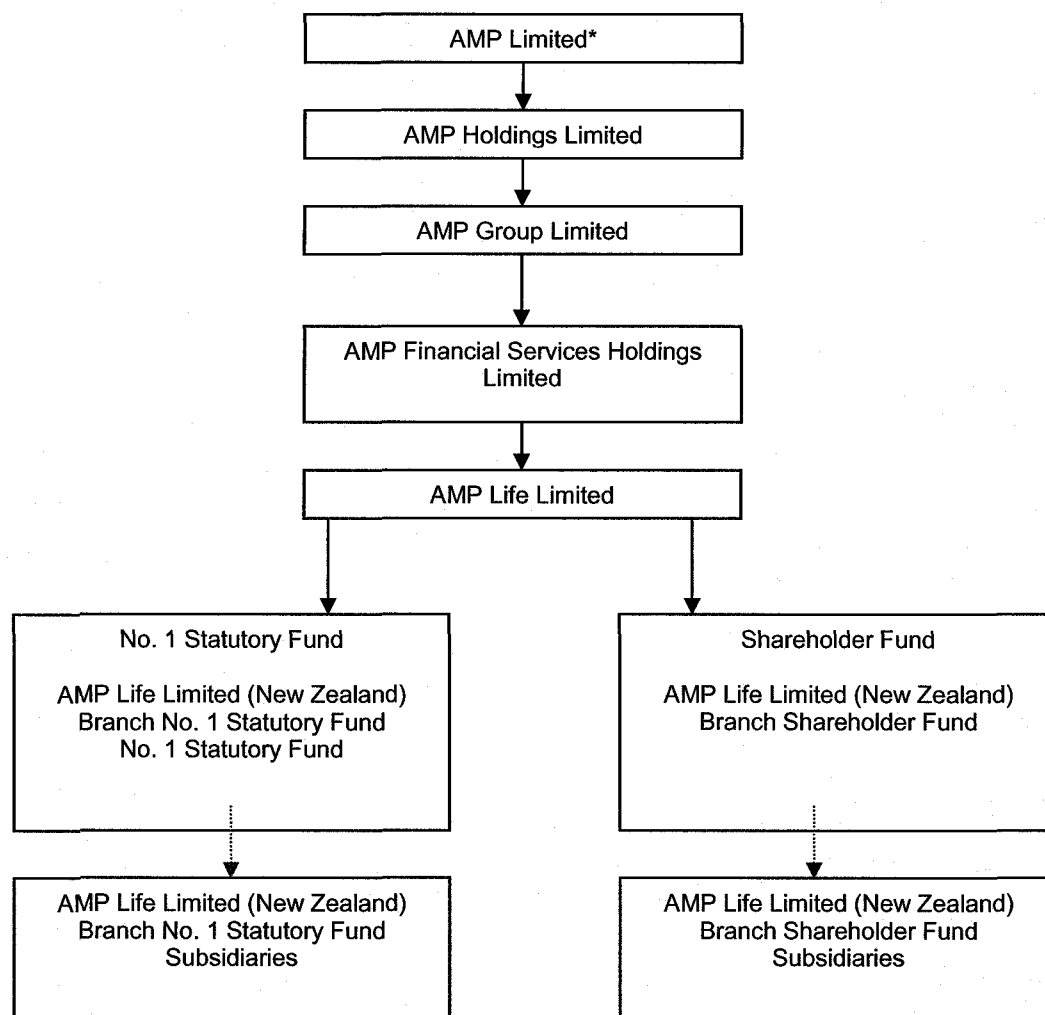 AMP Limited*
AMP Holdings Limited
AMP Group Limited
AMP Financial Services Holdings
Limited
AMP Life Limited
No. 1 Statutory Fund
AMP Life Limited (New Zealand)
Branch No. 1 Statutory Fund
No. 1 Statutory Fund
Shareholder Fund
AMP Life Limited (New Zealand)
Branch Shareholder Fund
AMP Life Limited (New Zealand)
Branch No. 1 Statutory Fund
Subsidiaries
AMP Life Limited (New Zealand)
Branch Shareholder Fund
Subsidiaries